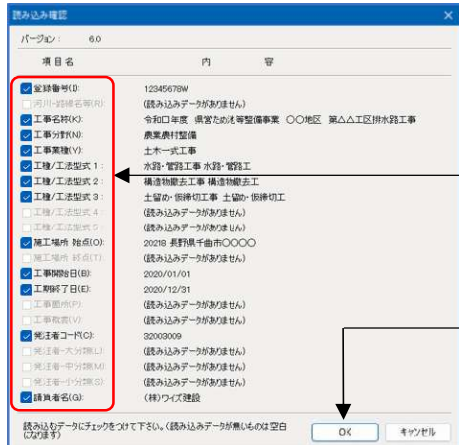 読み込み確認
バージョン： 6.0
項目名 内 容
登録番号(I): 12345678W
河川・路線名等(R): (読み込みデータがありません)
工事名称(K): 令和口年度 県営ため池等整備事業 〇〇地区 第△△工区排水路工事
工事分野(N): 農業農村整備
工事業種(Y): 土木一式工事
工種/工法型式 1： 水路・管路工事 水路・管路工
工種/工法型式 2： 構造物撤去工事 構造物撤去工
工種/工法型式 3： 土留め・仮締切工事 土留め・仮締切工
工種/工法型式 4： (読み込みデータがありません)
工種/工法型式 5： (読み込みデータがありません)
施工場所 始点(O): 20218 長野県千曲市〇〇〇〇
施工場所 終点(T): (読み込みデータがありません)
工事開始日(B): 2020/01/01
工期終了日(E): 2020/12/31
工事箇所(P): (読み込みデータがありません)
工事概要(V): (読み込みデータがありません)
発注者コード(C): 32003009
発注者-大分類(L): (読み込みデータがありません)
発注者-中分類(M): (読み込みデータがありません)
発注者-小分類(S): (読み込みデータがありません)
請負者名(G): (株)ワイズ建設
読み込むデータにチェックをつけて下さい。(読み込みデータが無いものは空白
になります)
OK キャンセル